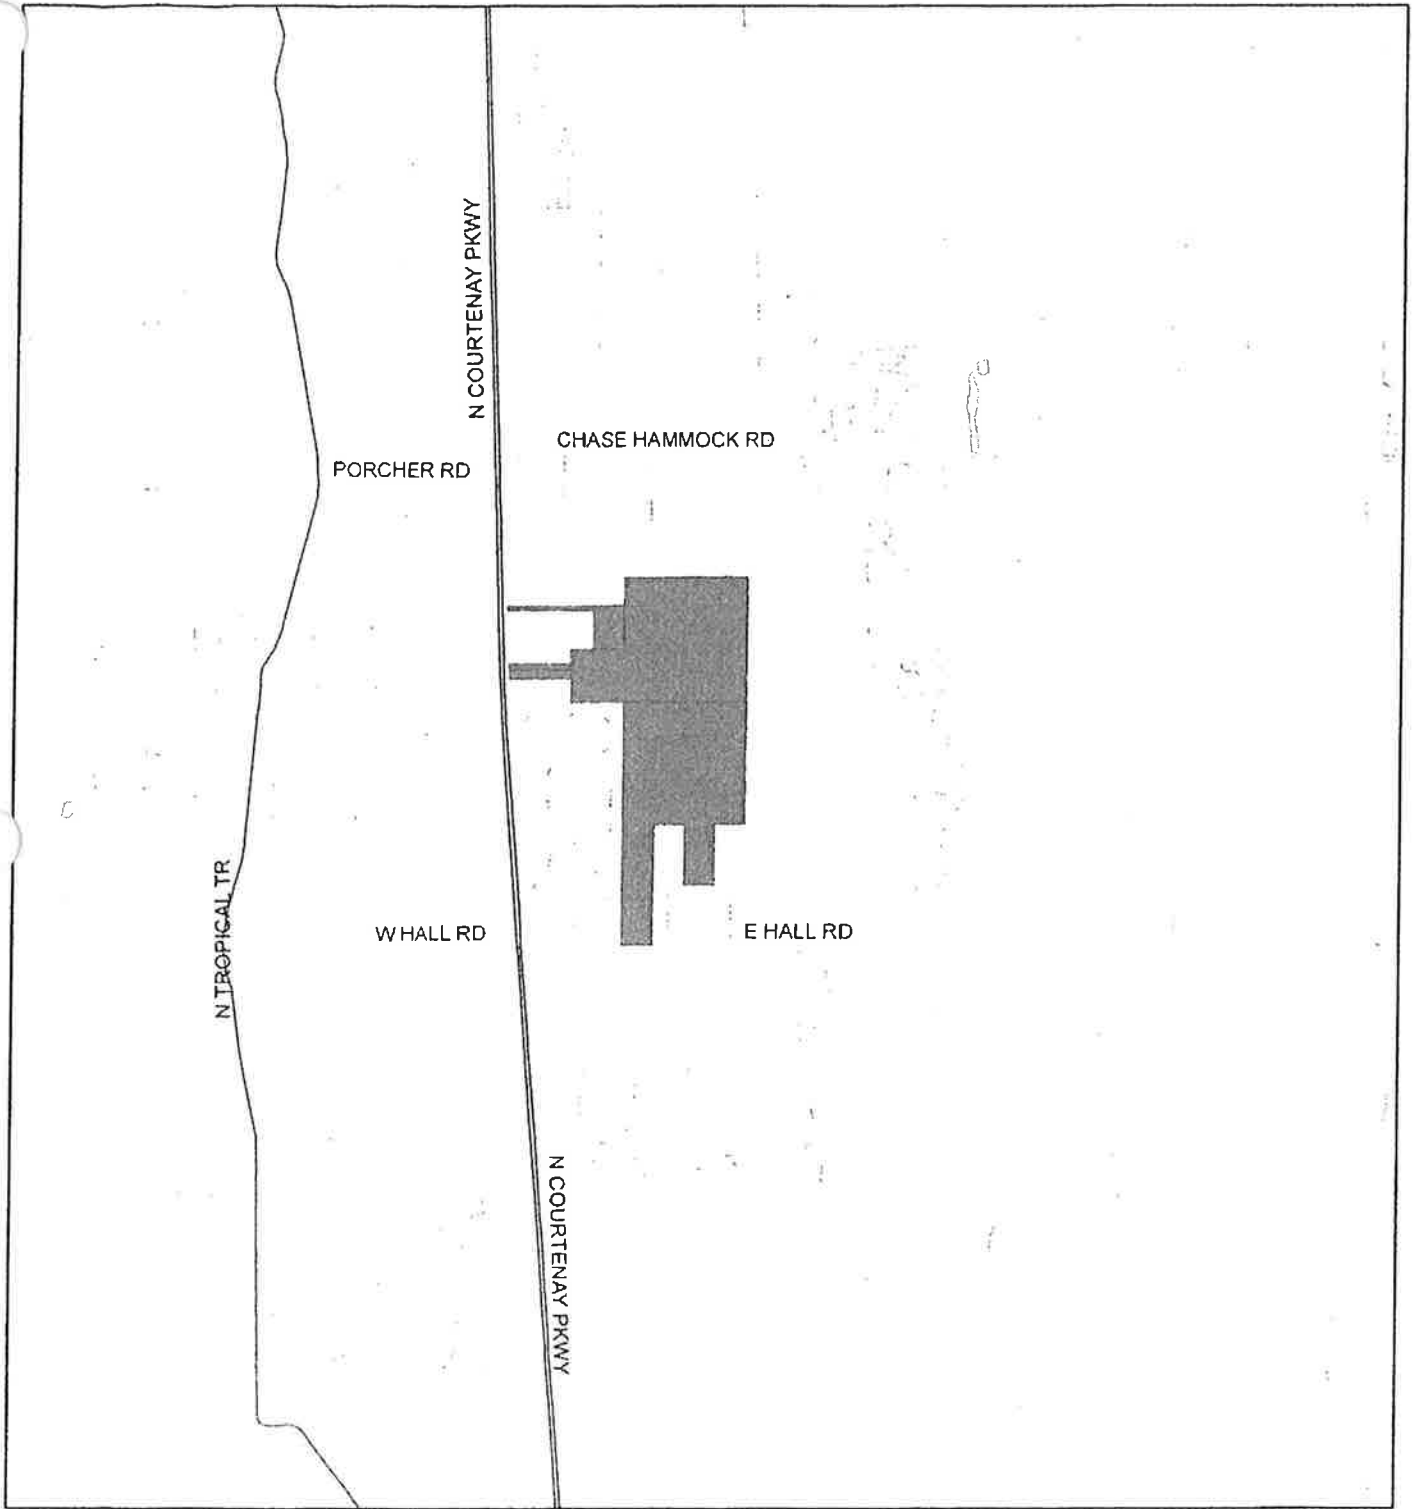 N COURTENAY PKWY
CHASE HAMMOCK RD
PORCHER RD
N TROPICAL TR
W HALL RD
E HALL RD
N COURTENAY PKWY